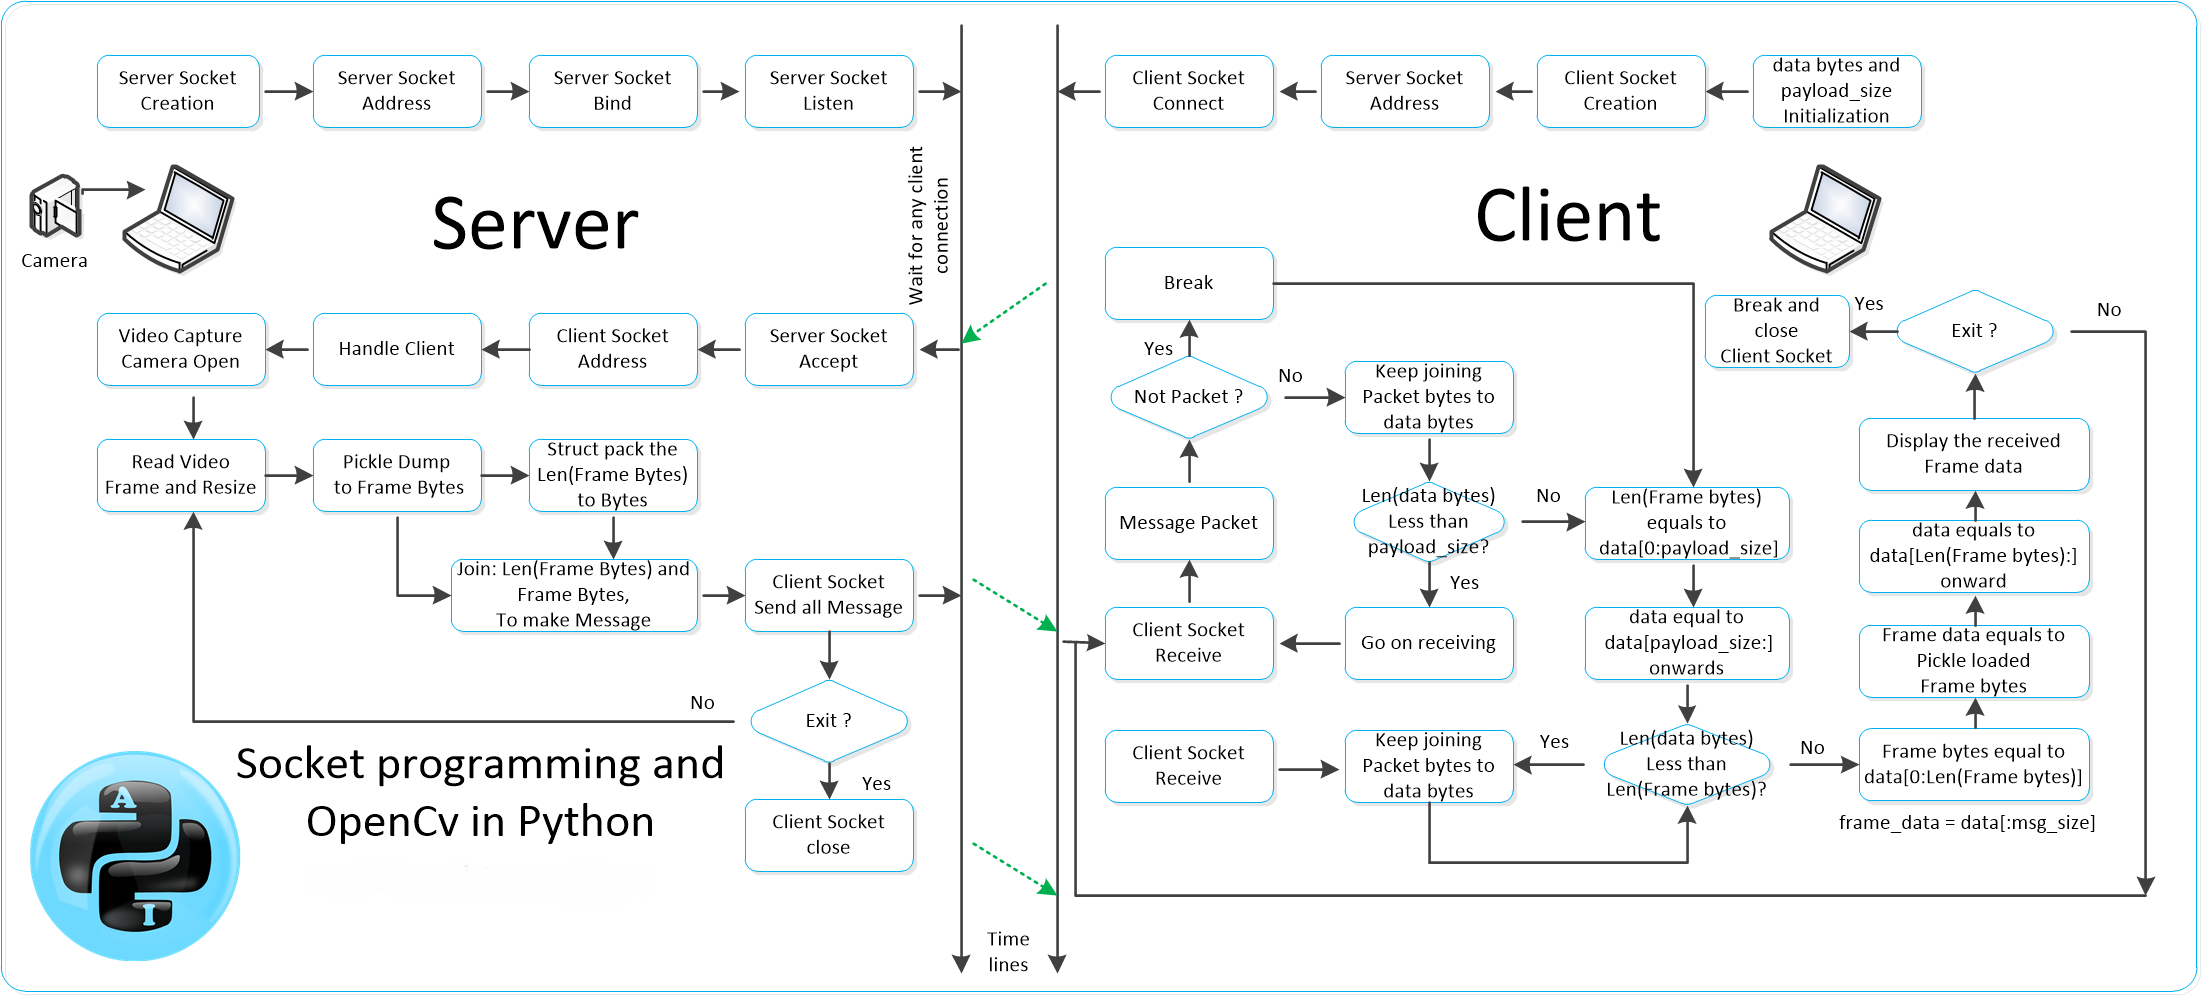 Server Socket
Creation
Server Socket
Address
Server Socket
Bind
Server Socket
Listen
Client Socket
Connect
Server Socket
Address
Client Socket
Creation
data bytes and
payload_size
Initialization
Camera
Server
Wait for any client
connection
Client
Video Capture
Camera Open
Handle Client
Client Socket
Address
Server Socket
Accept
Read Video
Frame and Resize
Pickle Dump
to Frame Bytes
Struct pack the
Len(Frame Bytes)
to Bytes
Join: Len(Frame Bytes) and
Frame Bytes,
To make Message
Client Socket
Send all Message
No
Exit ?
Yes
Client Socket
close
Socket programming and
OpenCv in Python
A
I
Time
lines
Break
Yes
Not Packet ?
No
Keep joining
Packet bytes to
data bytes
Message Packet
Len(data bytes)
Less than
payload_size?
No
Yes
Len(Frame bytes)
equals to
data[0:payload_size]
Client Socket
Receive
Go on receiving
data equal to
data[payload_size:]
onwards
Client Socket
Receive
Keep joining
Packet bytes to
data bytes
Yes
Len(data bytes)
Less than
Len(Frame bytes)?
No
Frame bytes equal to
data[0:Len(Frame bytes)]
frame_data = data[:msg_size]
Frame data equals to
Pickle loaded
Frame bytes
data equals to
data[Len(Frame bytes):]
onward
Display the received
Frame data
Exit ?
Yes
No
Break and
close
Client Socket